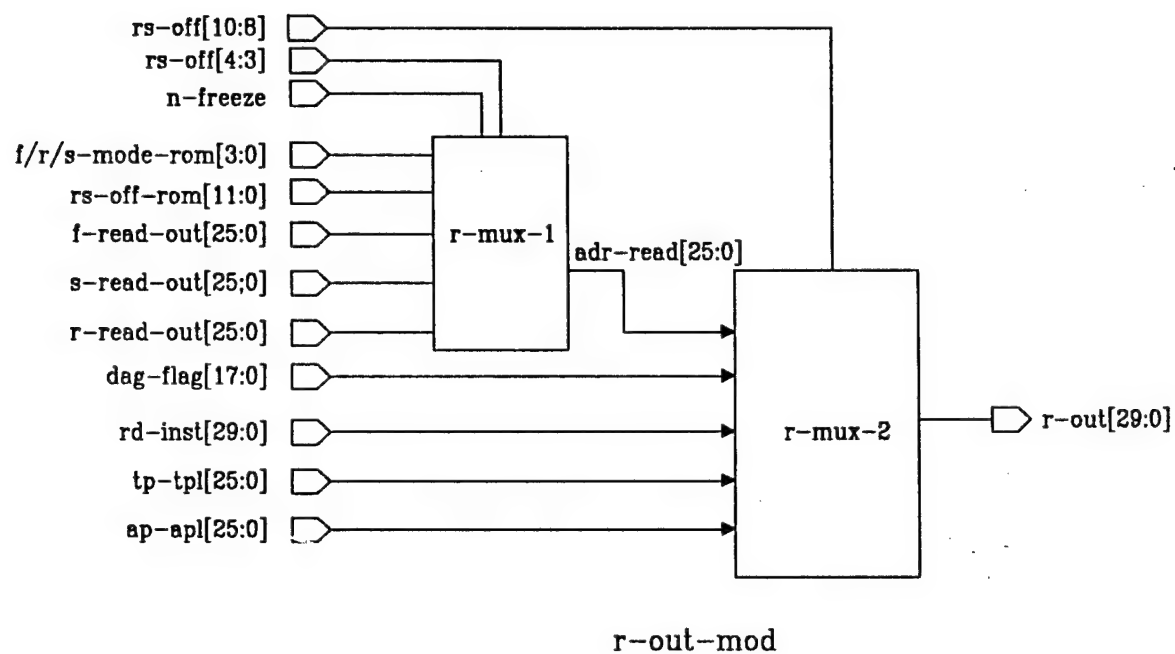 rs-off[10:8]
rs-off[4:3]
n-freeze
f/r/s-mode-rom[3:0]
rs-off-rom[11:0]
f-read-out[25:0]
r-mux-1
adr-read[25:0]
s-read-out[25;0]
r-read-out[25:0]
dag-flag[17:0]
rd-inst[29:0]
r-mux-2
r-out[29:0]
tp-tpl[25:0]
ap-apl[25:0]
r-out-mod